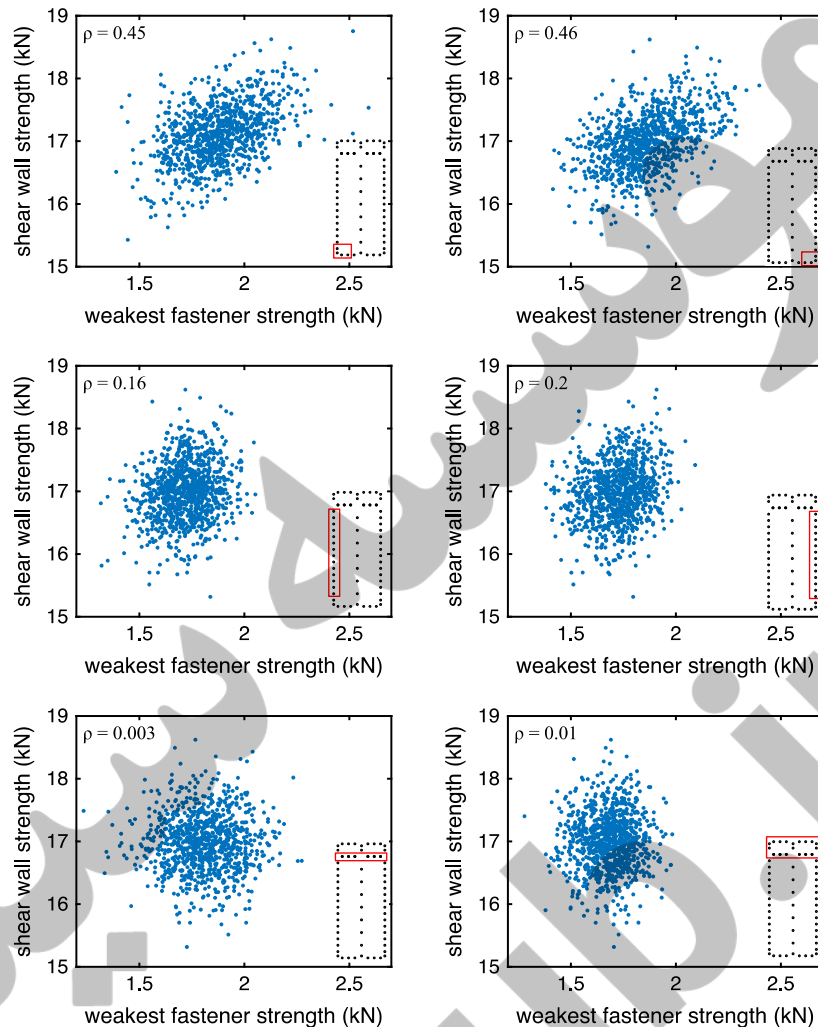 ρ = 0.45
shear wall strength (kN)
19
18
17
16
15
1.5 2 2.5
weakest fastener strength (kN)
ρ = 0.46
shear wall strength (kN)
19
18
17
16
15
1.5 2 2.5
weakest fastener strength (kN)
ρ = 0.16
shear wall strength (kN)
19
18
17
16
15
1.5 2 2.5
weakest fastener strength (kN)
ρ = 0.2
shear wall strength (kN)
19
18
17
16
15
1.5 2 2.5
weakest fastener strength (kN)
ρ = 0.003
shear wall strength (kN)
19
18
17
16
15
1.5 2 2.5
weakest fastener strength (kN)
ρ = 0.01
shear wall strength (kN)
19
18
17
16
15
1.5 2 2.5
weakest fastener strength (kN)